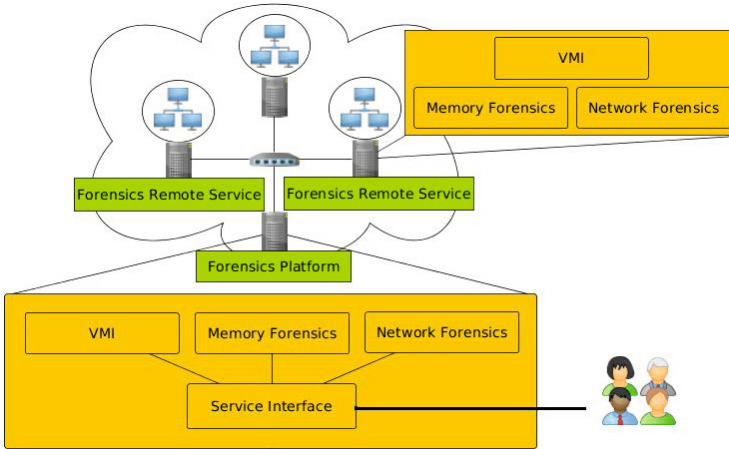 VMI
Memory Forensics
Network Forensics
Forensics Remote Service
Forensics Remote Service
Forensics Platform
VMI
Memory Forensics
Network Forensics
Service Interface